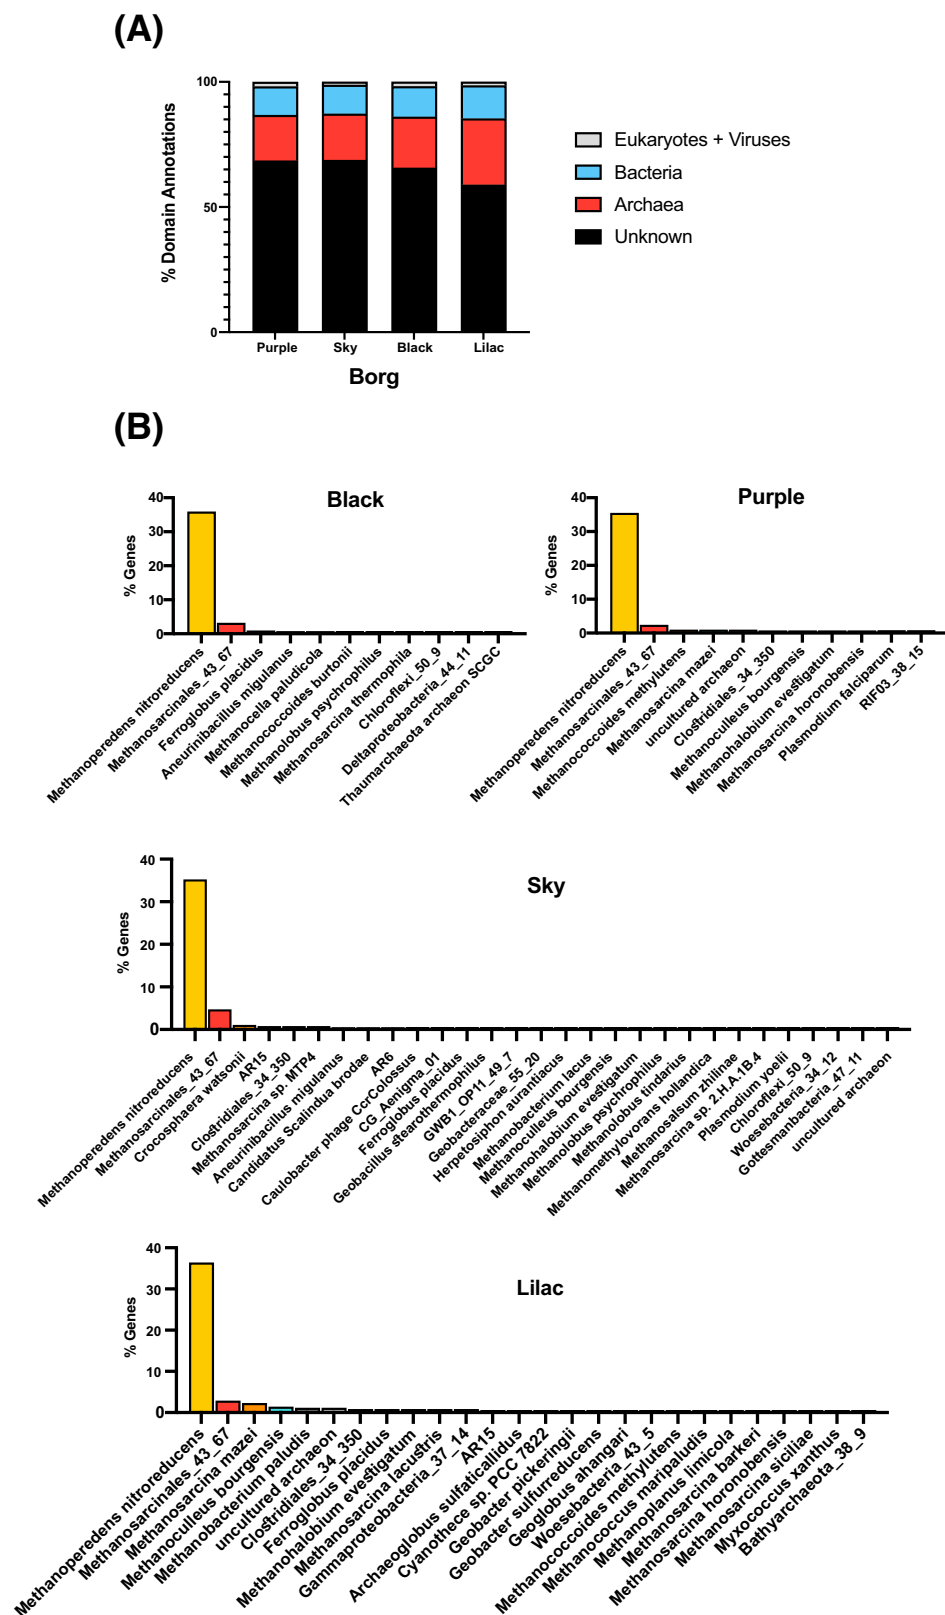 (A)
100
50
0
% Domain Annotations
Purple
Sky
Black
Lilac
Borg
Eukaryotes + Viruses
Bacteria
Archaea
Unknown
(B)
Black
40
30
20
10
0
% Genes
Methanoperedens nitroreducens
Methanosarcinales_43_67
Ferroglobus placidus
Aneurinibacillus migulanus
Methanocella paludicola
Methanococcoides burtonii
Methanolobus psychrophilus
Methanosarcina thermophila
Chloroflexi_50_9
Deltaproteobacteria_44_11
Thaumarchaeota archaeon SCGC
Purple
40
30
20
10
0
% Genes
Methanoperedens nitroreducens
Methanosarcinales_43_67
Methanococcoides methylutens
Methanosarcina mazei
uncultured archaeon
Clostridiales_34_350
Methanoculleus bourgensis
Methanohalobium evestigatum
Methanosarcina horonobensis
Plasmodium falciparum
RIF03_38_15
Sky
40
30
20
10
0
% Genes
Methanoperedens nitroreducens
Methanosarcinales_43_67
Crocosphaera watsonii
AR15
Clostridiales_34_350
Methanosarcina sp. MTP4
Aneurinibacillus migulanus
Candidatus Scalindua brodae
AR6
Caulobacter phage CcrColossus
CG_Aenigma_01
Ferroglobus placidus
Geobacillus stearothermophilus
GWB1_OP11_49_7
Geobacteraceae_55_20
Herpetosiphon aurantiacus
Methanobacterium lacus
Methanoculleus bourgensis
Methanohalobium evestigatum
Methanolobus psychrophilus
Methanolobus tindarius
Methanomethylovorans hollandica
Methanosalsum zhilinae
Methanosarcina sp. 2.H.A.1B.4
Plasmodium yoelii
Chloroflexi_50_9
Woesebacteria_34_12
Gottesmanbacteria_47_11
uncultured archaeon
Lilac
40
30
20
10
0
% Genes
Methanoperedens nitroreducens
Methanosarcinales_43_67
Methanosarcina mazei
Methanoculleus bourgensis
Methanobacterium paludis
uncultured archaeon
Clostridiales_34_350
Ferroglobus placidus
Methanohalobium evestigatum
Methanosarcina lacustris
Gammaproteobacteria_37_14
AR15
Archaeoglobus sulfaticallidus
Cyanothece sp. PCC 7822
Geobacter pickeringii
Geobacter sulfurreducens
Geoglobus ahangari
Woesebacteria_43_5
Methanococcoides methylutens
Methanococcus maripaludis
Methanoplanus limicola
Methanosarcina barkeri
Methanosarcina horonobensis
Methanosarcina siciliae
Myxococcus xanthus
Bathyarchaeota_38_9